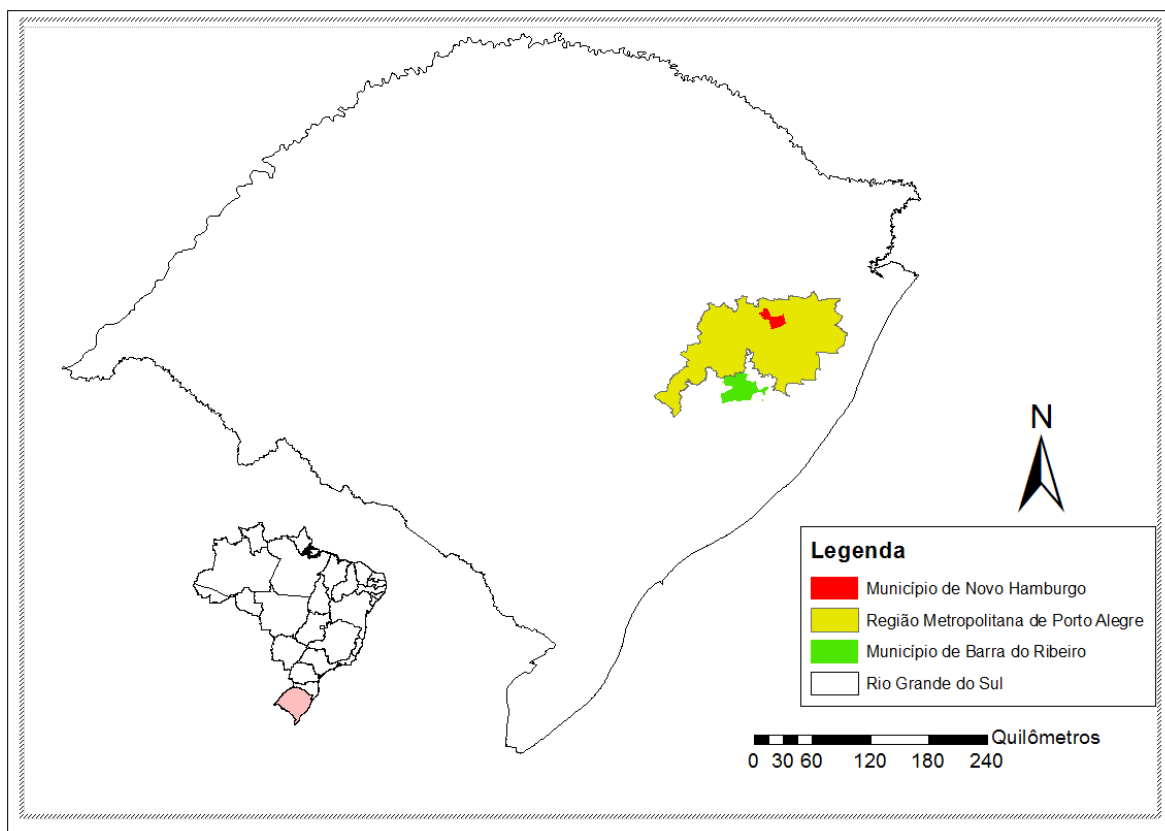 N
Legenda
Município de Novo Hamburgo
Região Metropolitana de Porto Alegre
Município de Barra do Ribeiro
Rio Grande do Sul
Quilômetros
0 30 60 120 180 240